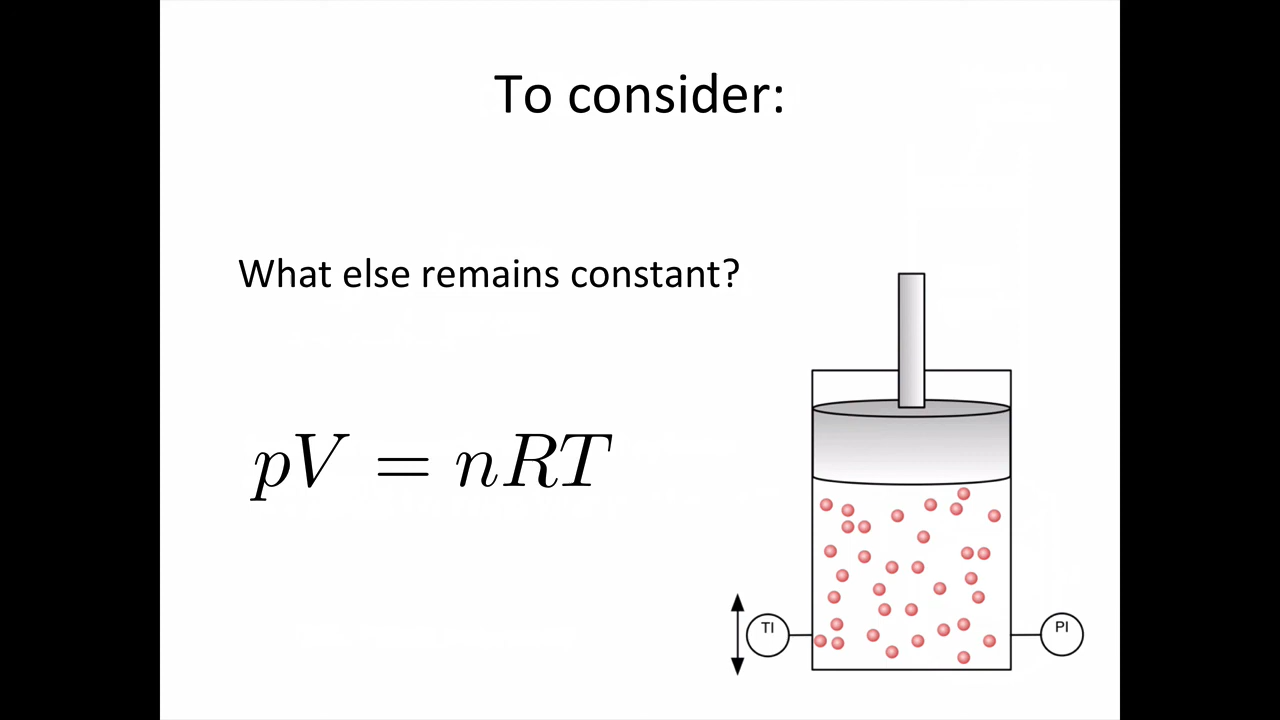 To consider:
What else remains constant?
pV = nRT
TI
PI